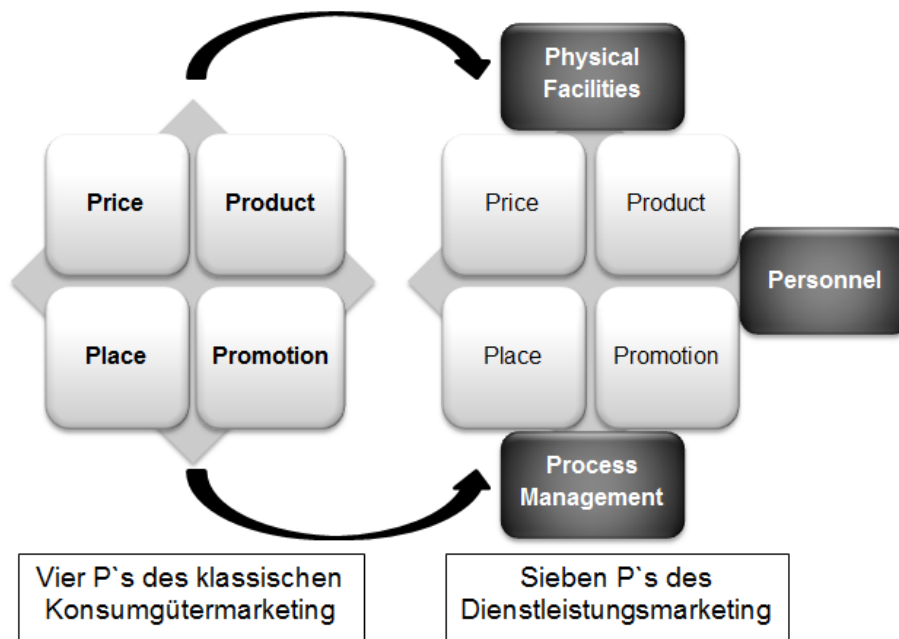 Price
Product
Place
Promotion
Vier P`s des klassischen
Konsumgütermarketing
Physical
Facilities
Price
Product
Personnel
Place
Promotion
Process
Management
Sieben P`s des
Dienstleistungsmarketing